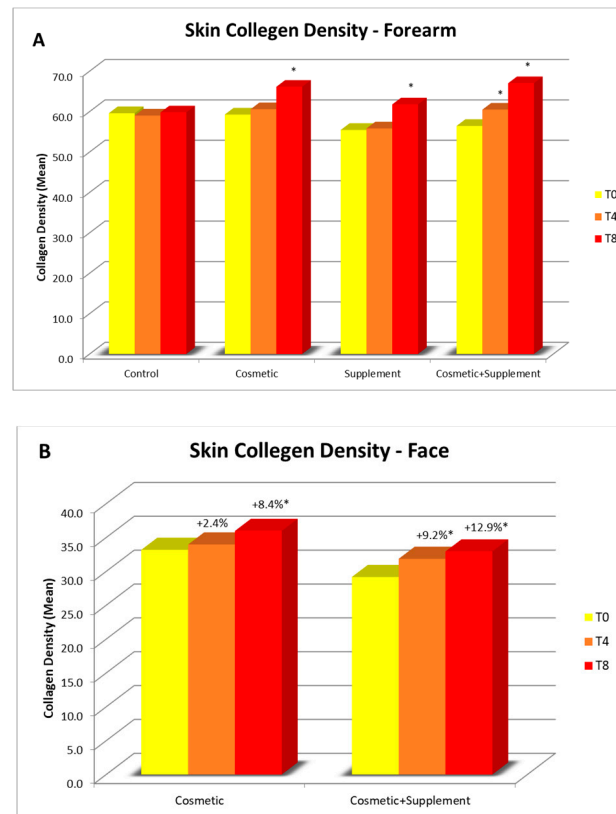 A
Skin Collegen Density - Forearm
Collagen Density (Mean)
70.0
60.0
50.0
40.0
30.0
20.0
10.0
0.0
*
*
*
*
Control
Cosmetic
Supplement
Cosmetic+Supplement
T0
T4
T8
B
Skin Collegen Density - Face
Collagen Density (Mean)
40.0
35.0
30.0
25.0
20.0
15.0
10.0
5.0
0.0
+2.4%
+8.4%*
+9.2%*
+12.9%*
Cosmetic
Cosmetic+Supplement
T0
T4
T8